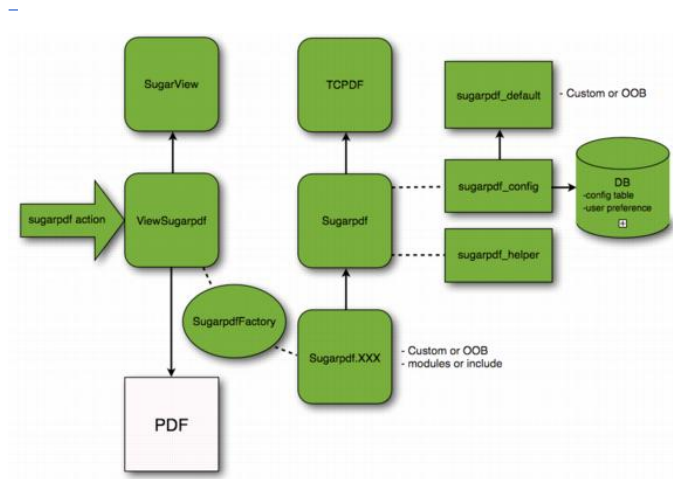 SugarView
TCPDF
sugarpdf_default
- Custom or OOB
sugarpdf action
ViewSugarpdf
Sugarpdf
sugarpdf_config
DB
-config table
-user preference
sugarpdf_helper
SugarpdfFactory
Sugarpdf.XXX
- Custom or OOB
- modules or include
PDF